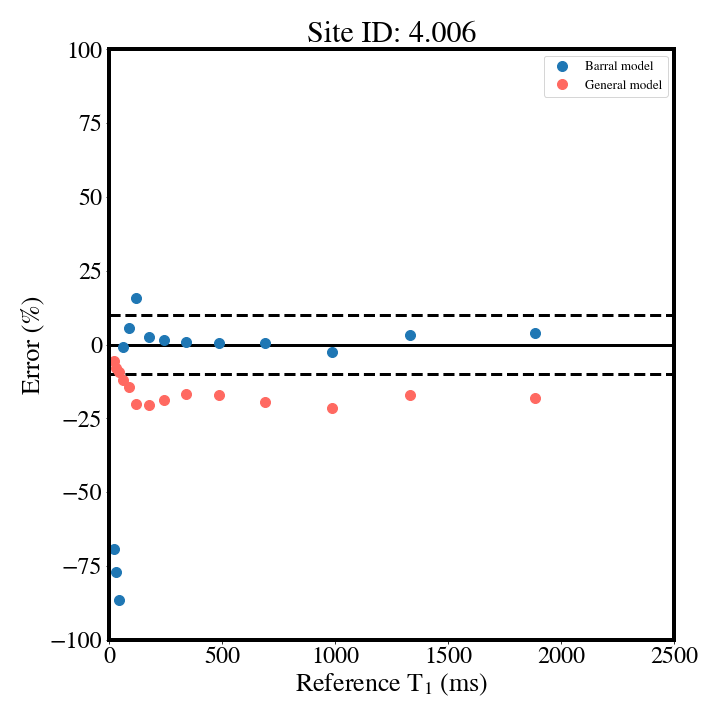 Site ID: 4.006
Barral model
General model
100
75
50
25
0
−25
−50
−75
−100
Error (%)
0 500 1000 1500 2000 2500
Reference T₁ (ms)